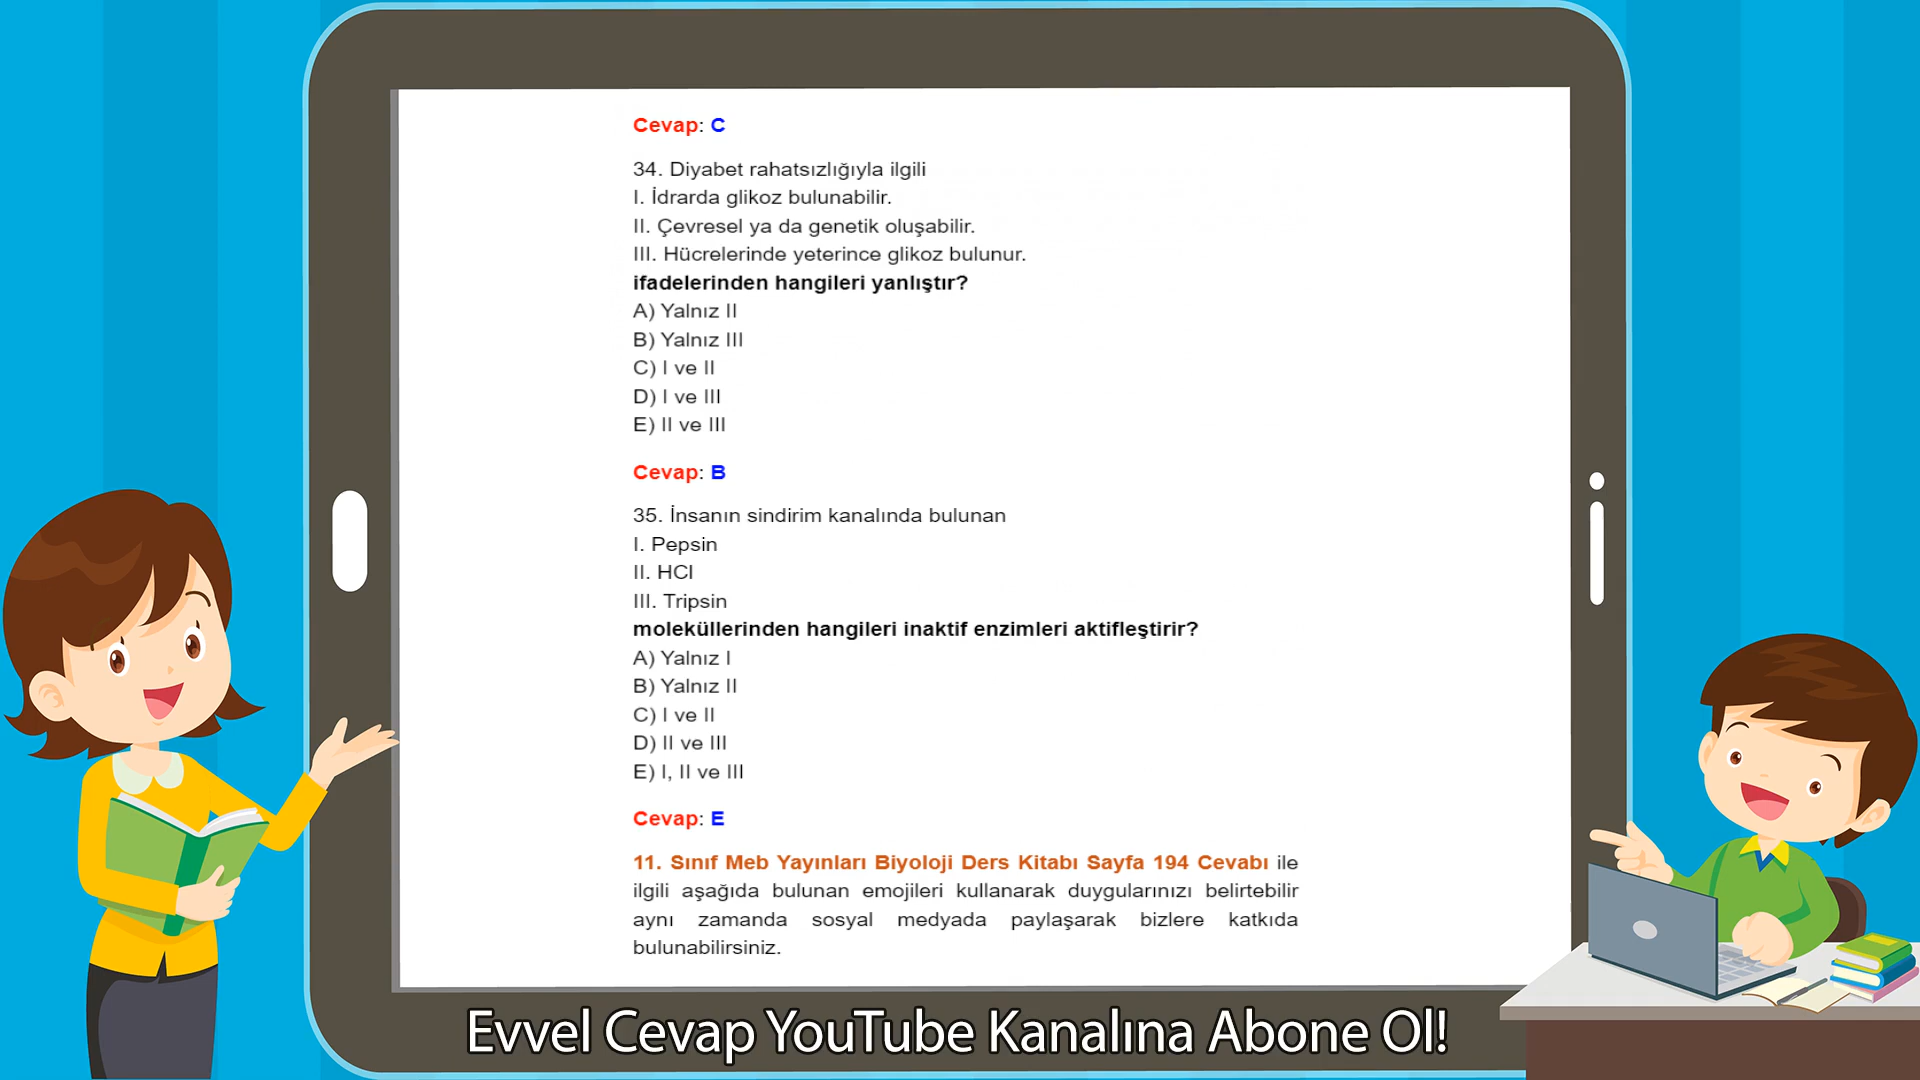 Cevap: C
34. Diyabet rahatsızlığıyla ilgili
I. İdrarda glikoz bulunabilir.
II. Çevresel ya da genetik oluşabilir.
III. Hücrelerinde yeterince glikoz bulunur.
ifadelerinden hangileri yanlıştır?
A) Yalnız II
B) Yalnız III
C) I ve II
D) I ve III
E) II ve III
Cevap: B
35. İnsanın sindirim kanalında bulunan
I. Pepsin
II. HCl
III. Tripsin
moleküllerinden hangileri inaktif enzimleri aktifleştirir?
A) Yalnız I
B) Yalnız II
C) I ve II
D) II ve III
E) I, II ve III
Cevap: E
11. Sınıf Meb Yayınları Biyoloji Ders Kitabı Sayfa 194 Cevabı ile
ilgili aşağıda bulunan emojileri kullanarak duygularınızı belirtebilir
aynı zamanda sosyal medyada paylaşarak bizlere katkıda
bulunabilirsiniz.
Evvel Cevap YouTube Kanalına Abone Ol!